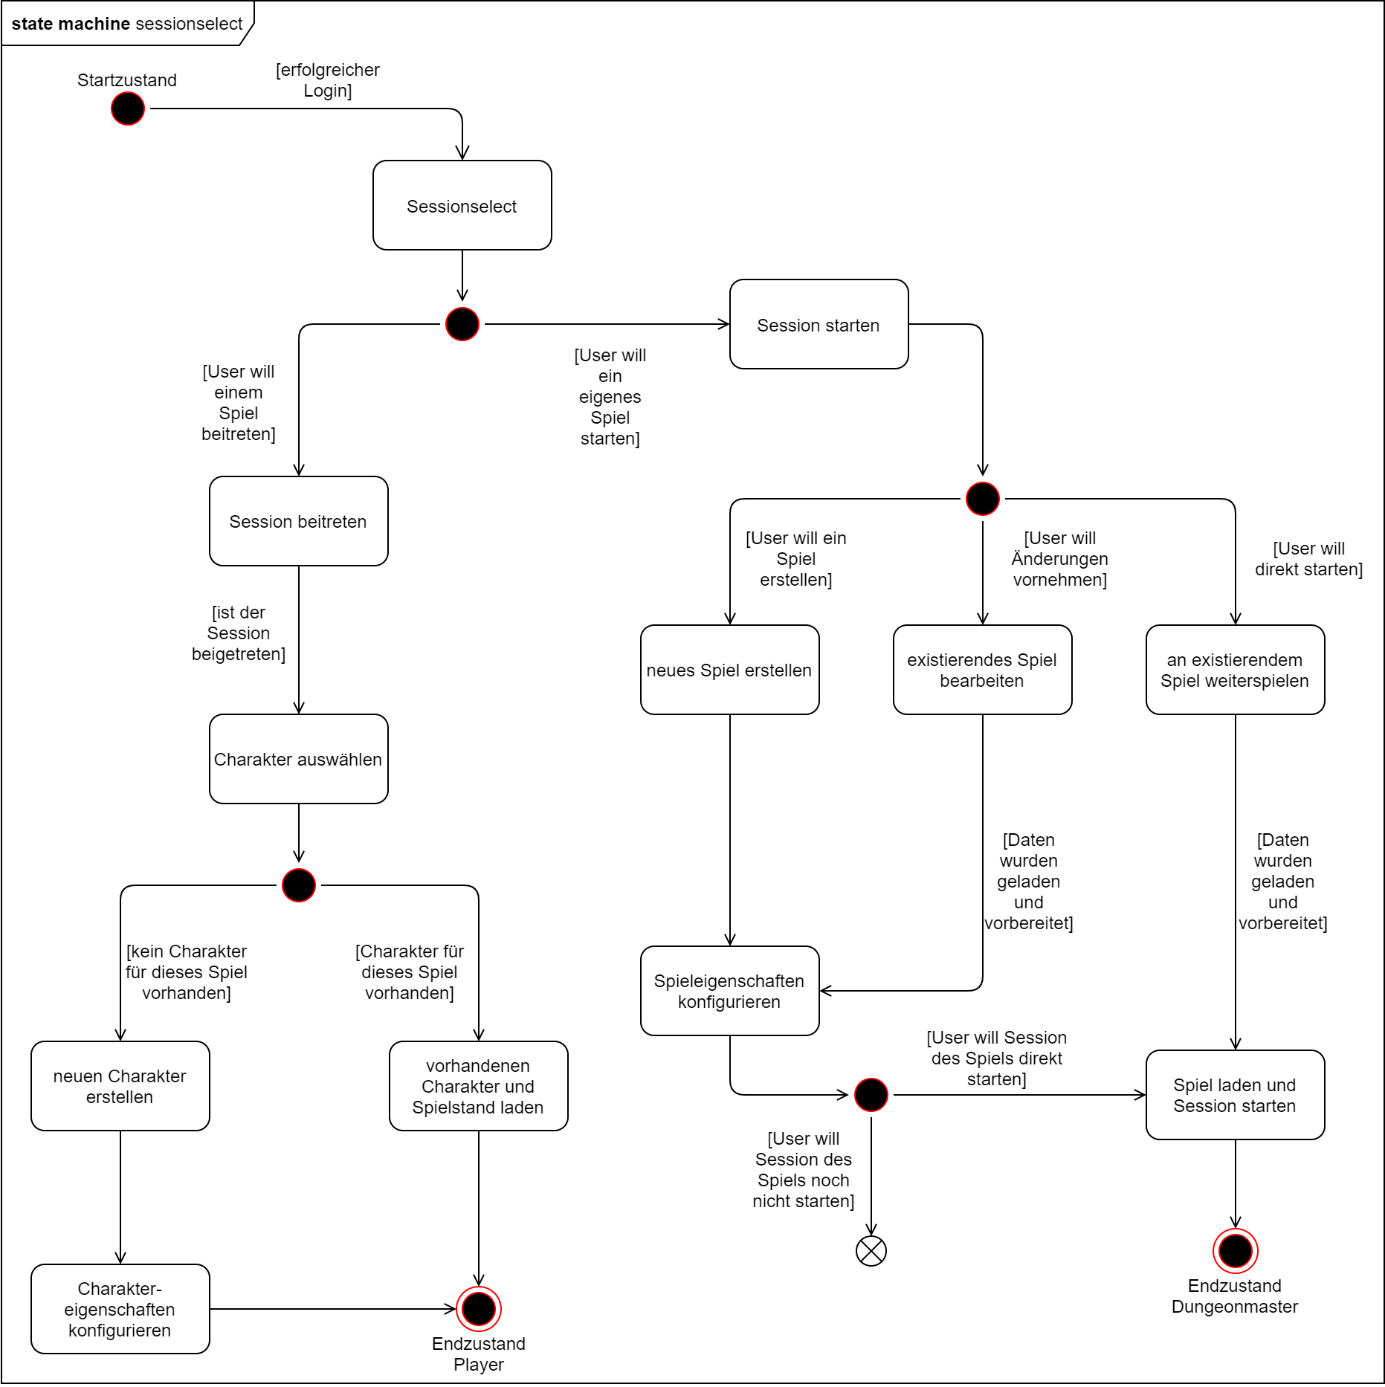 state machine sessionselect
Startzustand
[erfolgreicher
Login]
Sessionselect
Session starten
[User will
einem
Spiel
beitreten]
[User will
ein
eigenes
Spiel
starten]
Session beitreten
[User will ein
Spiel
erstellen]
[User will
Änderungen
vornehmen]
[User will
direkt starten]
[ist der
Session
beigetreten]
neues Spiel erstellen
existierendes Spiel
bearbeiten
an existierendem
Spiel weiterspielen
Charakter auswählen
[Daten
wurden
geladen
und
vorbereitet]
[Daten
wurden
geladen
und
vorbereitet]
[kein Charakter
für dieses Spiel
vorhanden]
[Charakter für
dieses Spiel
vorhanden]
Spieleigenschaften
konfigurieren
[User will Session
des Spiels direkt
starten]
neuen Charakter
erstellen
vorhandenen
Charakter und
Spielstand laden
Spiel laden und
Session starten
[User will
Session des
Spiels noch
nicht starten]
Charakter-
eigenschaften
konfigurieren
Endzustand
Player
Endzustand
Dungeonmaster